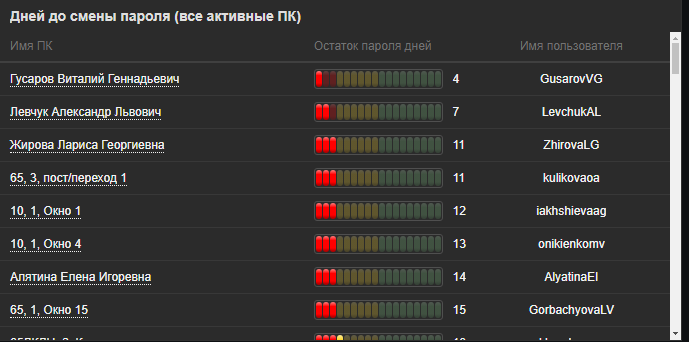 Дней до смены пароля (все активные ПК)
Имя ПК Остаток пароля дней Имя пользователя
Гусаров Виталий Геннадьевич 4 GusarovVG
Левчук Александр Львович 7 LevchukAL
Жирова Лариса Георгиевна 11 ZhirovaLG
65, 3, пост/переход 1 11 kulikovaoa
10, 1, Окно 1 12 iakhshievaag
10, 1, Окно 4 13 onikienkomv
Алятина Елена Игоревна 14 AlyatinaEI
65, 1, Окно 15 15 GorbachyovaLV